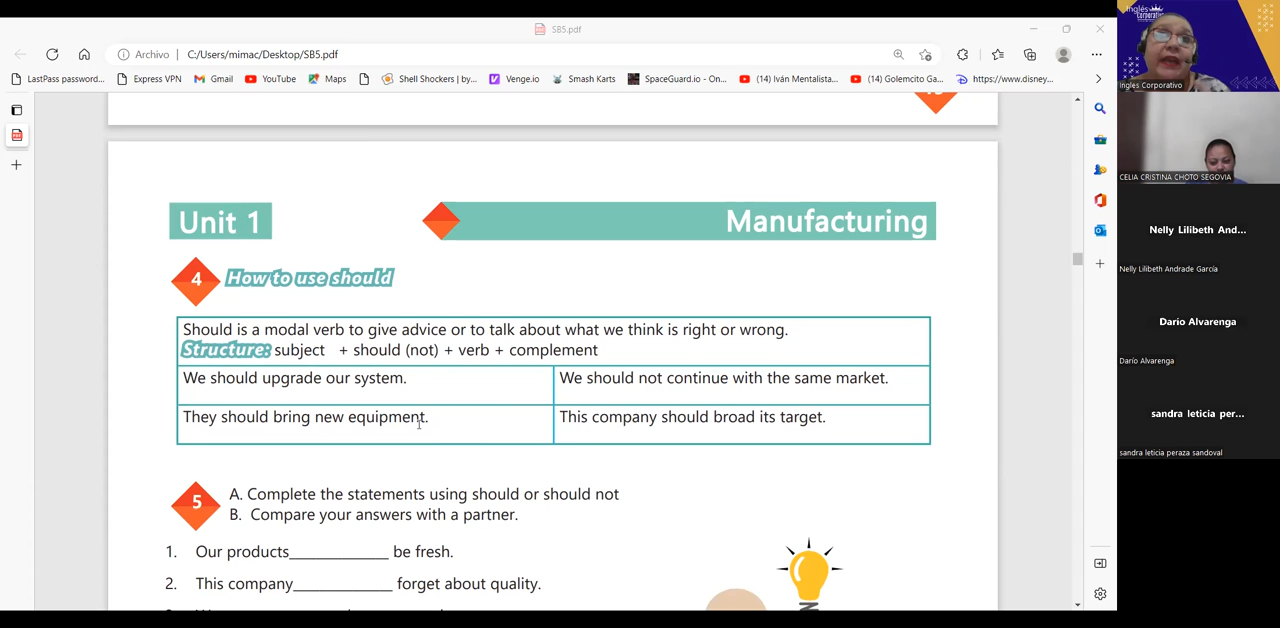 SB5.pdf
Archivo | C:/Users/mimac/Desktop/SB5.pdf
LastPass password... Express VPN Gmail YouTube Maps Shell Shockers | by... Venge.io Smash Karts SpaceGuard.io - On... (14) Iván Mentalista... (14) Golemcito Ga... https://www.disney...
Unit 1
Manufacturing
4 How to use should
Should is a modal verb to give advice or to talk about what we think is right or wrong.
Structure: subject + should (not) + verb + complement
We should upgrade our system.
We should not continue with the same market.
They should bring new equipment.
This company should broad its target.
5 A. Complete the statements using should or should not
B. Compare your answers with a partner.
1. Our products____________ be fresh.
2. This company____________ forget about quality.
Inglés
Corporativo
Ingles Corporativo
CELIA CRISTINA CHOTO SEGOVIA
Nelly Lilibeth And...
Nelly Lilibeth Andrade García
Dario Alvarenga
Darío Alvarenga
sandra leticia per...
sandra leticia peraza sandoval